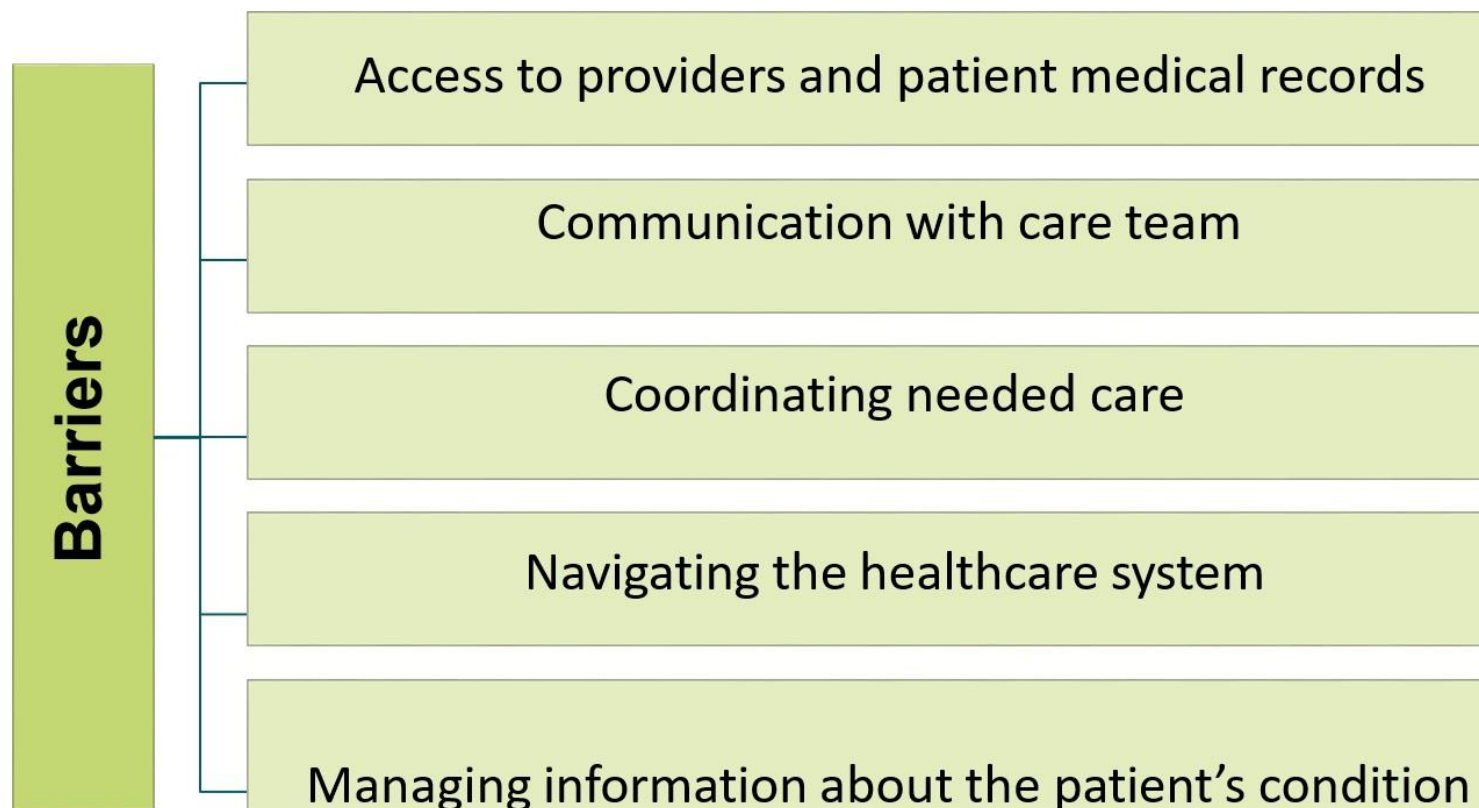 Barriers
Access to providers and patient medical records
Communication with care team
Coordinating needed care
Navigating the healthcare system
Managing information about the patient’s condition